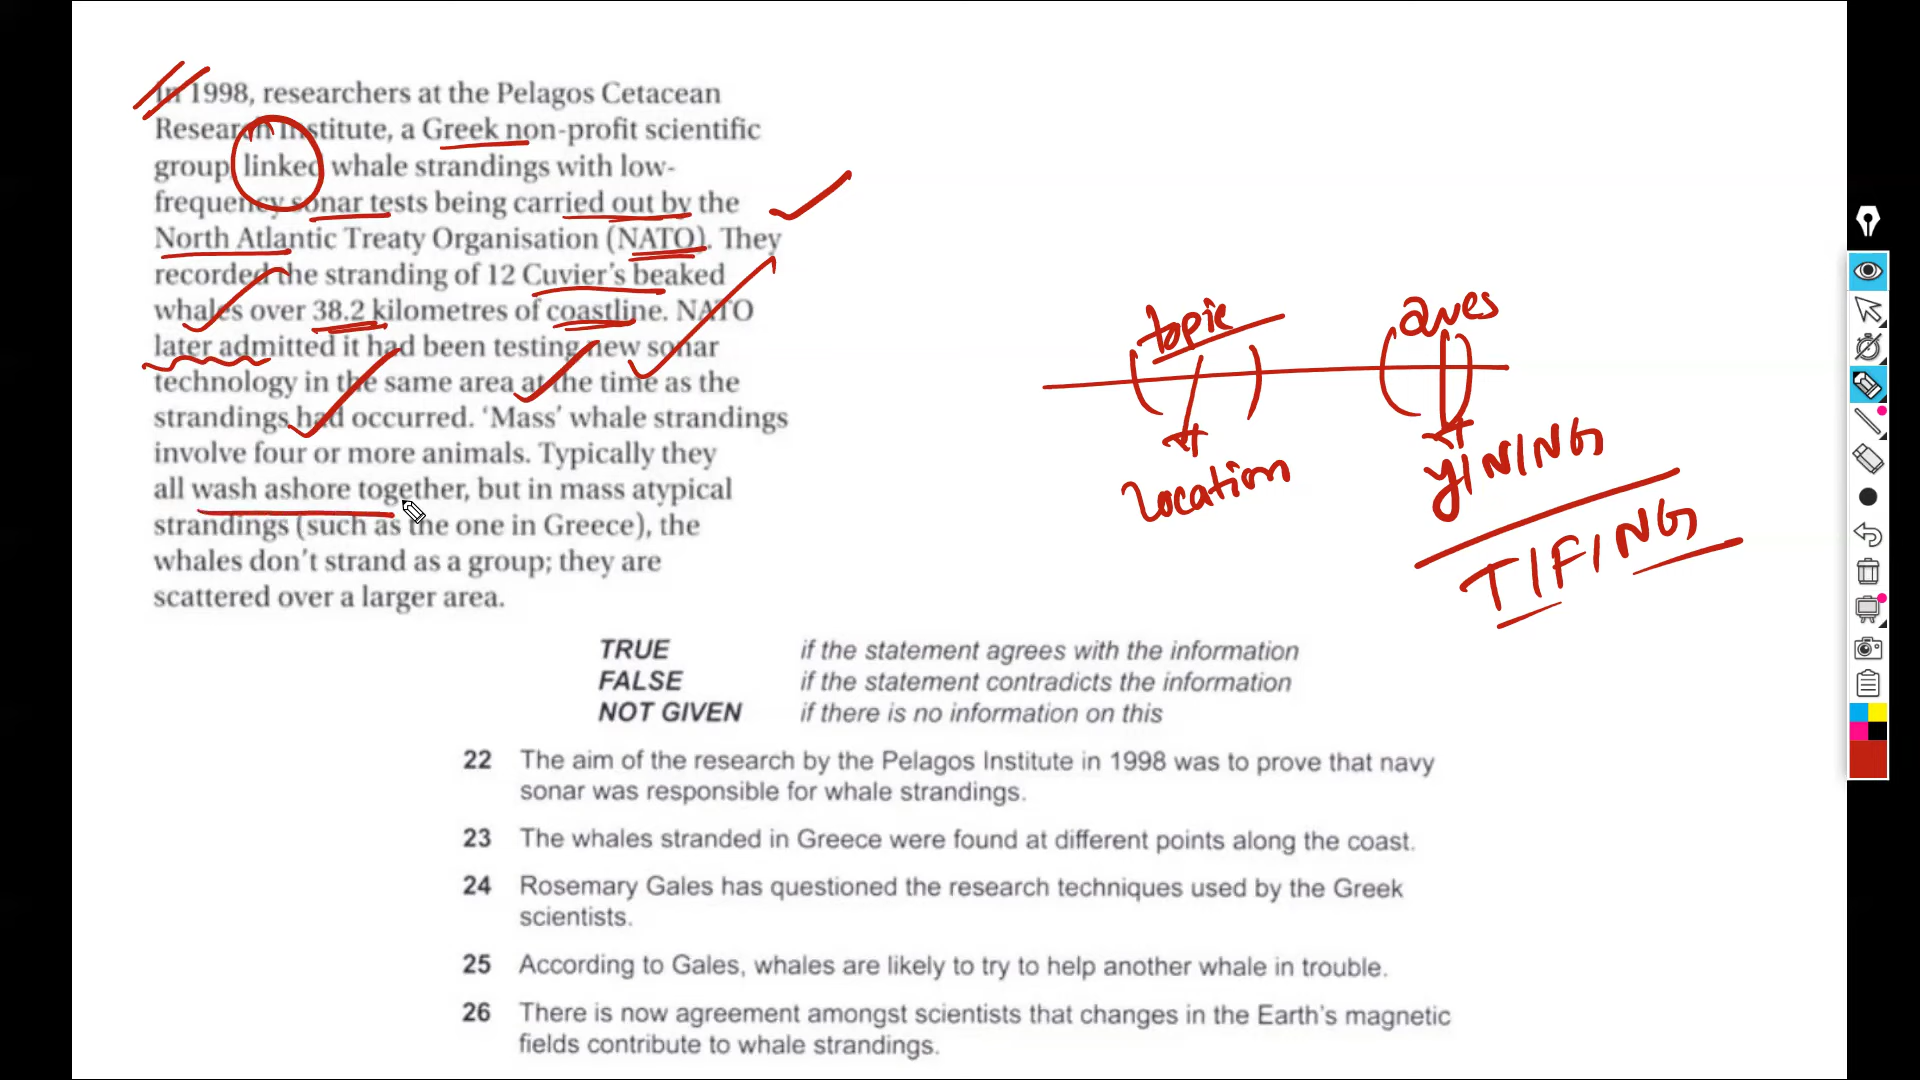 In 1998, researchers at the Pelagos Cetacean
Research Institute, a Greek non-profit scientific
group, linked whale strandings with low-
frequency sonar tests being carried out by the
North Atlantic Treaty Organisation (NATO). They
recorded the stranding of 12 Cuvier's beaked
whales over 38.2 kilometres of coastline. NATO
later admitted it had been testing new sonar
technology in the same area at the time as the
strandings had occurred. 'Mass' whale strandings
involve four or more animals. Typically they
all wash ashore together, but in mass atypical
strandings (such as the one in Greece), the
whales don't strand as a group; they are
scattered over a larger area.
topic
location
Ques
Y/N/NG
T/F/NG
TRUE if the statement agrees with the information
FALSE if the statement contradicts the information
NOT GIVEN if there is no information on this
22 The aim of the research by the Pelagos Institute in 1998 was to prove that navy
sonar was responsible for whale strandings.
23 The whales stranded in Greece were found at different points along the coast.
24 Rosemary Gales has questioned the research techniques used by the Greek
scientists.
25 According to Gales, whales are likely to try to help another whale in trouble.
26 There is now agreement amongst scientists that changes in the Earth's magnetic
fields contribute to whale strandings.